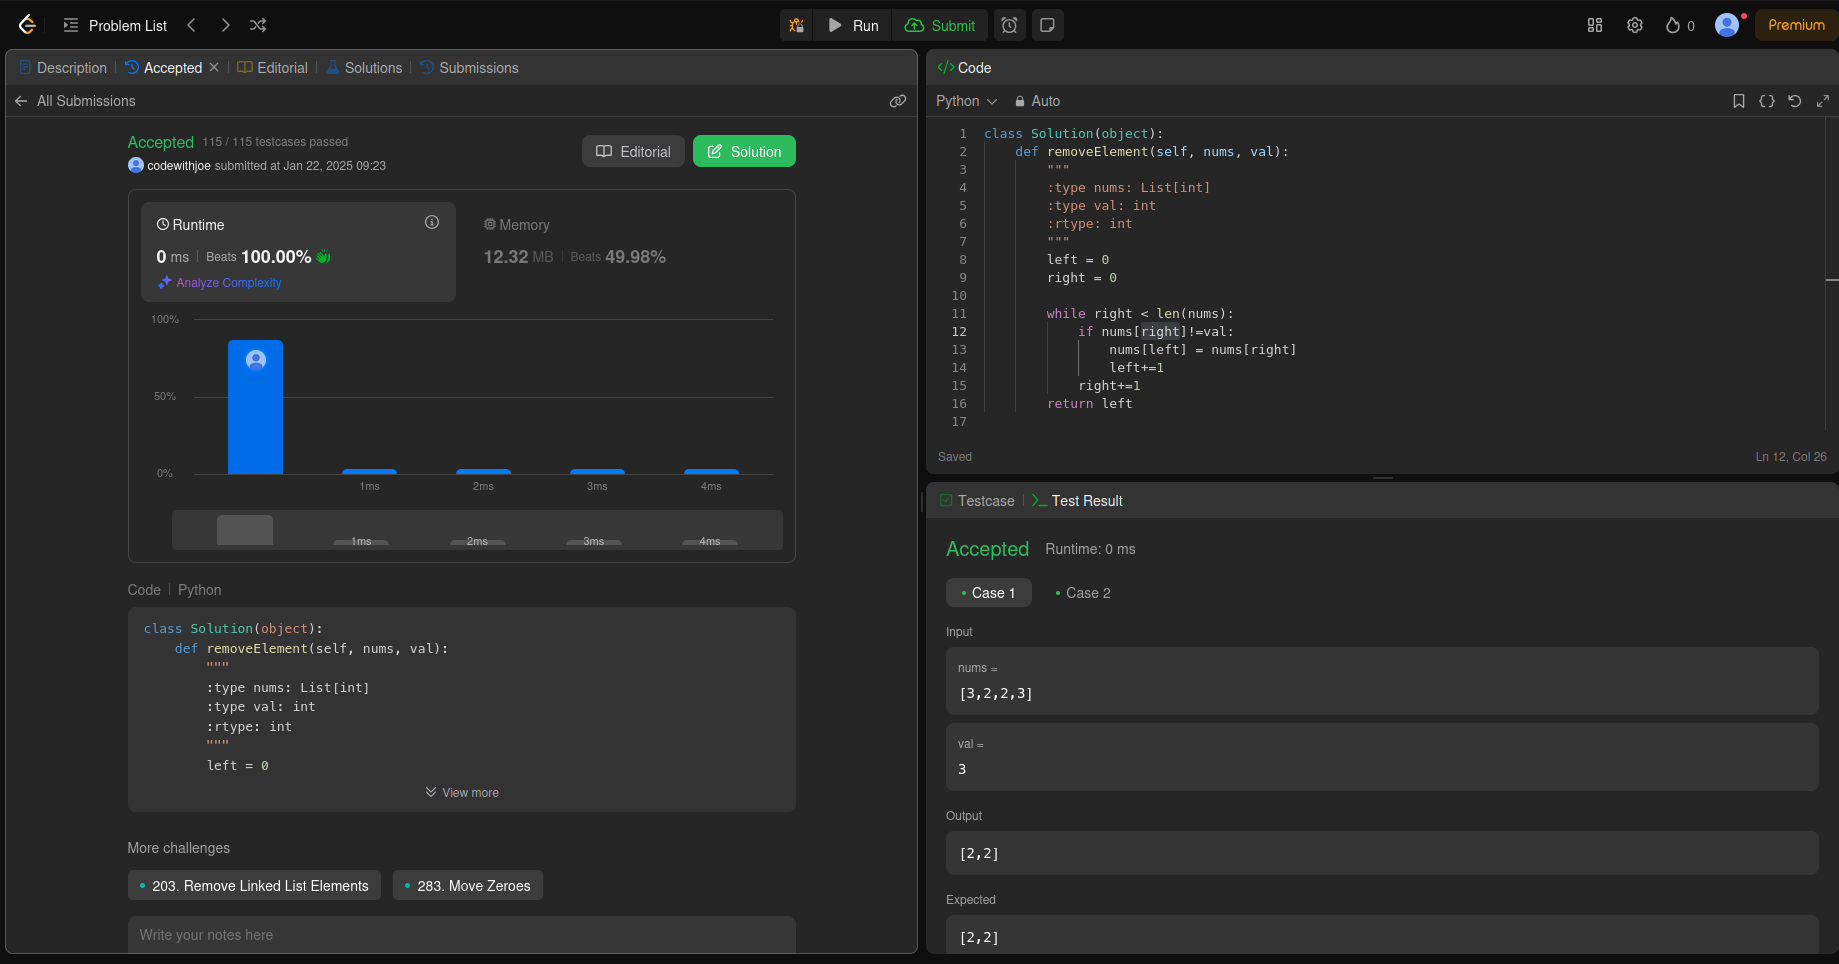 Problem List
Run
Submit
0
Premium
Description
Accepted
Editorial
Solutions
Submissions
All Submissions
Accepted 115 / 115 testcases passed
codewithjoe submitted at Jan 22, 2025 09:23
Editorial
Solution
Runtime
0 ms Beats 100.00%
Analyze Complexity
Memory
12.32 MB Beats 49.98%
100%
50%
0%
1ms 2ms 3ms 4ms
1ms 2ms 3ms 4ms
Code Python
class Solution(object):
    def removeElement(self, nums, val):
        """
        :type nums: List[int]
        :type val: int
        :rtype: int
        """
        left = 0
View more
More challenges
203. Remove Linked List Elements
283. Move Zeroes
Write your notes here
</> Code
Python
Auto
1 class Solution(object):
2     def removeElement(self, nums, val):
3         """
4         :type nums: List[int]
5         :type val: int
6         :rtype: int
7         """
8         left = 0
9         right = 0
10
11         while right < len(nums):
12             if nums[right]!=val:
13                 nums[left] = nums[right]
14                 left+=1
15             right+=1
16         return left
17
Saved
Ln 12, Col 26
Testcase
Test Result
Accepted Runtime: 0 ms
Case 1
Case 2
Input
nums =
[3,2,2,3]
val =
3
Output
[2,2]
Expected
[2,2]